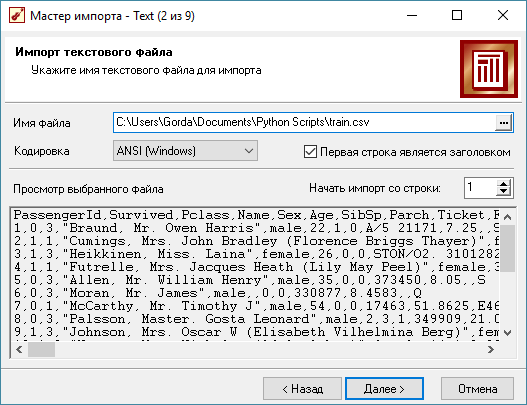 Мастер импорта - Text (2 из 9)
Импорт текстового файла
Укажите имя текстового файла для импорта
Имя файла
C:\Users\Gorda\Documents\Python Scripts\train.csv
...
Кодировка
ANSI (Windows)
Первая строка является заголовком
Просмотр выбранного файла
Начать импорт со строки:
1
PassengerId,Survived,Pclass,Name,Sex,Age,SibSp,Parch,Ticket,F
1,0,3,"Braund, Mr. Owen Harris",male,22,1,0,A/5 21171,7.25,,S
2,1,1,"Cumings, Mrs. John Bradley (Florence Briggs Thayer)",f
3,1,3,"Heikkinen, Miss. Laina",female,26,0,0,STON/O2. 3101282
4,1,1,"Futrelle, Mrs. Jacques Heath (Lily May Peel)",female,3
5,0,3,"Allen, Mr. William Henry",male,35,0,0,373450,8.05,,S
6,0,3,"Moran, Mr. James",male,,0,0,330877,8.4583,,Q
7,0,1,"McCarthy, Mr. Timothy J",male,54,0,0,17463,51.8625,E46
8,0,3,"Palsson, Master. Gosta Leonard",male,2,3,1,349909,21.0
9,1,3,"Johnson, Mrs. Oscar W (Elisabeth Vilhelmina Berg)",fem
< Назад
Далее >
Отмена